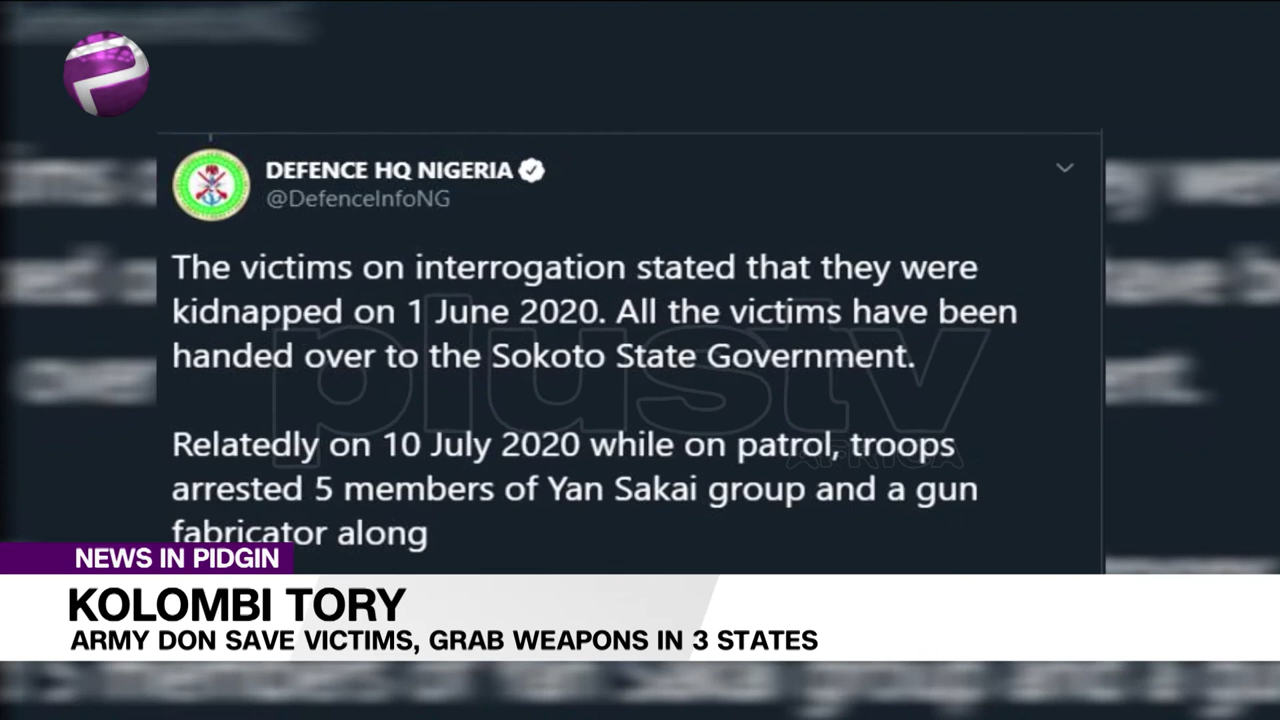 DEFENCE HQ NIGERIA
@DefenceInfoNG
The victims on interrogation stated that they were
kidnapped on 1 June 2020. All the victims have been
handed over to the Sokoto State Government.
plustv
AFRICA
Relatedly on 10 July 2020 while on patrol, troops
arrested 5 members of Yan Sakai group and a gun
fabricator along
NEWS IN PIDGIN
KOLOMBI TORY
ARMY DON SAVE VICTIMS, GRAB WEAPONS IN 3 STATES